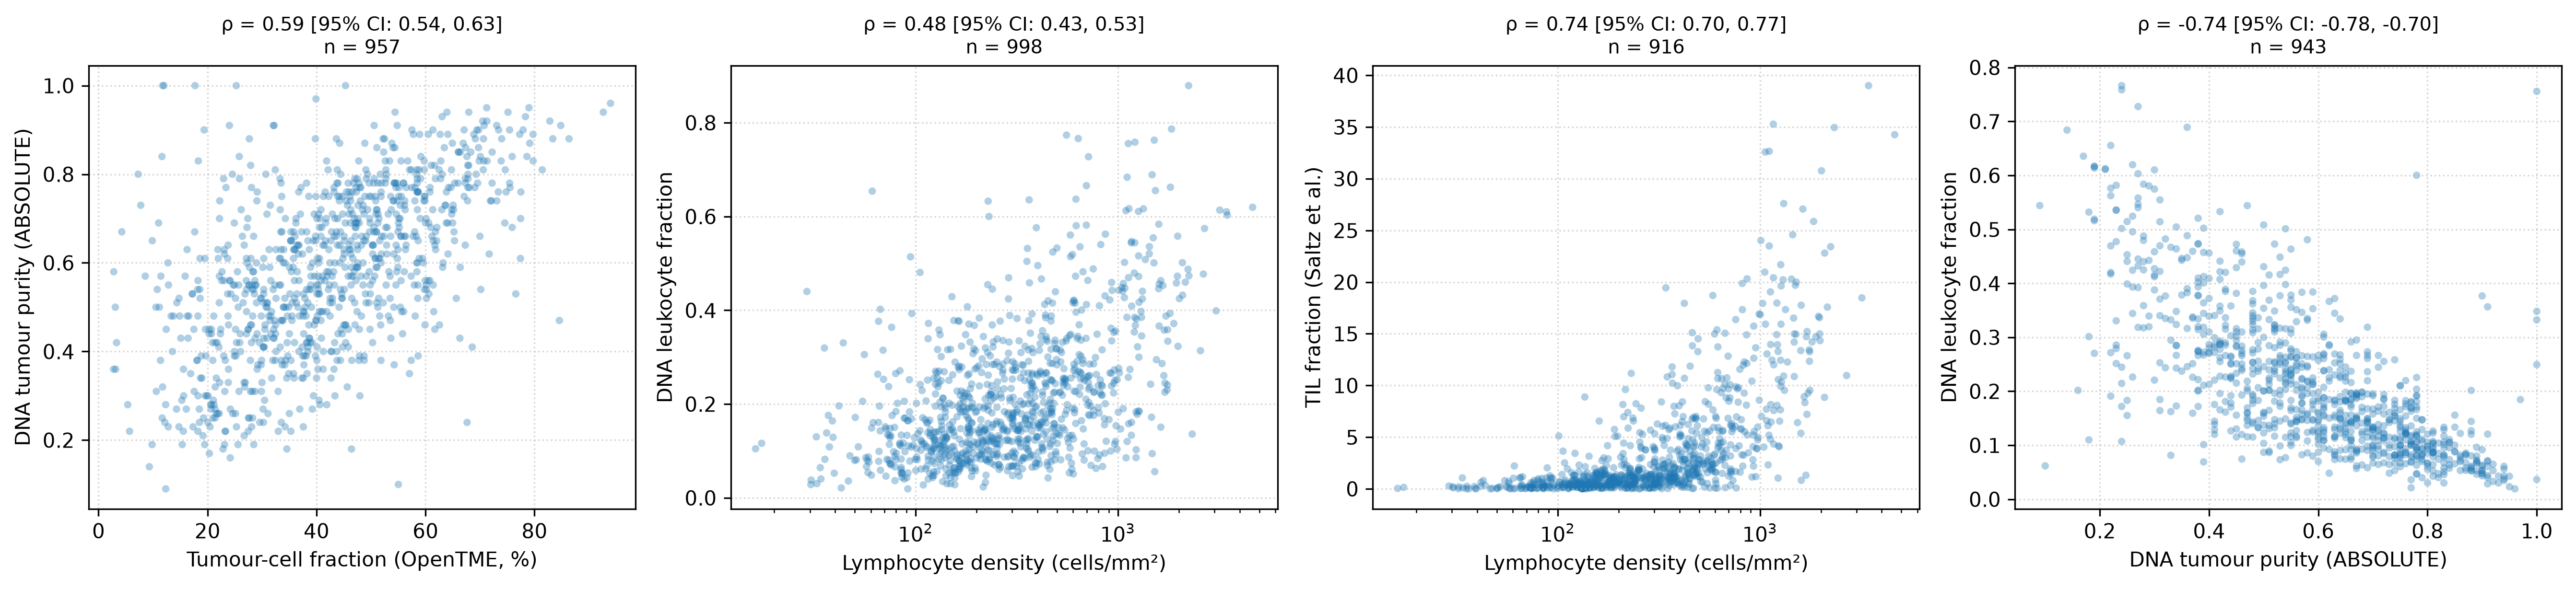 ρ = 0.59 [95% CI: 0.54, 0.63]
n = 957
1.0
0.8
0.6
0.4
0.2
DNA tumour purity (ABSOLUTE)
0
20
40
60
80
Tumour-cell fraction (OpenTME, %)
ρ = 0.48 [95% CI: 0.43, 0.53]
n = 998
0.8
0.6
0.4
0.2
0.0
DNA leukocyte fraction
10²
10³
Lymphocyte density (cells/mm²)
ρ = 0.74 [95% CI: 0.70, 0.77]
n = 916
40
35
30
25
20
15
10
5
0
TIL fraction (Saltz et al.)
10²
10³
Lymphocyte density (cells/mm²)
ρ = -0.74 [95% CI: -0.78, -0.70]
n = 943
0.8
0.7
0.6
0.5
0.4
0.3
0.2
0.1
0.0
DNA leukocyte fraction
0.2
0.4
0.6
0.8
1.0
DNA tumour purity (ABSOLUTE)